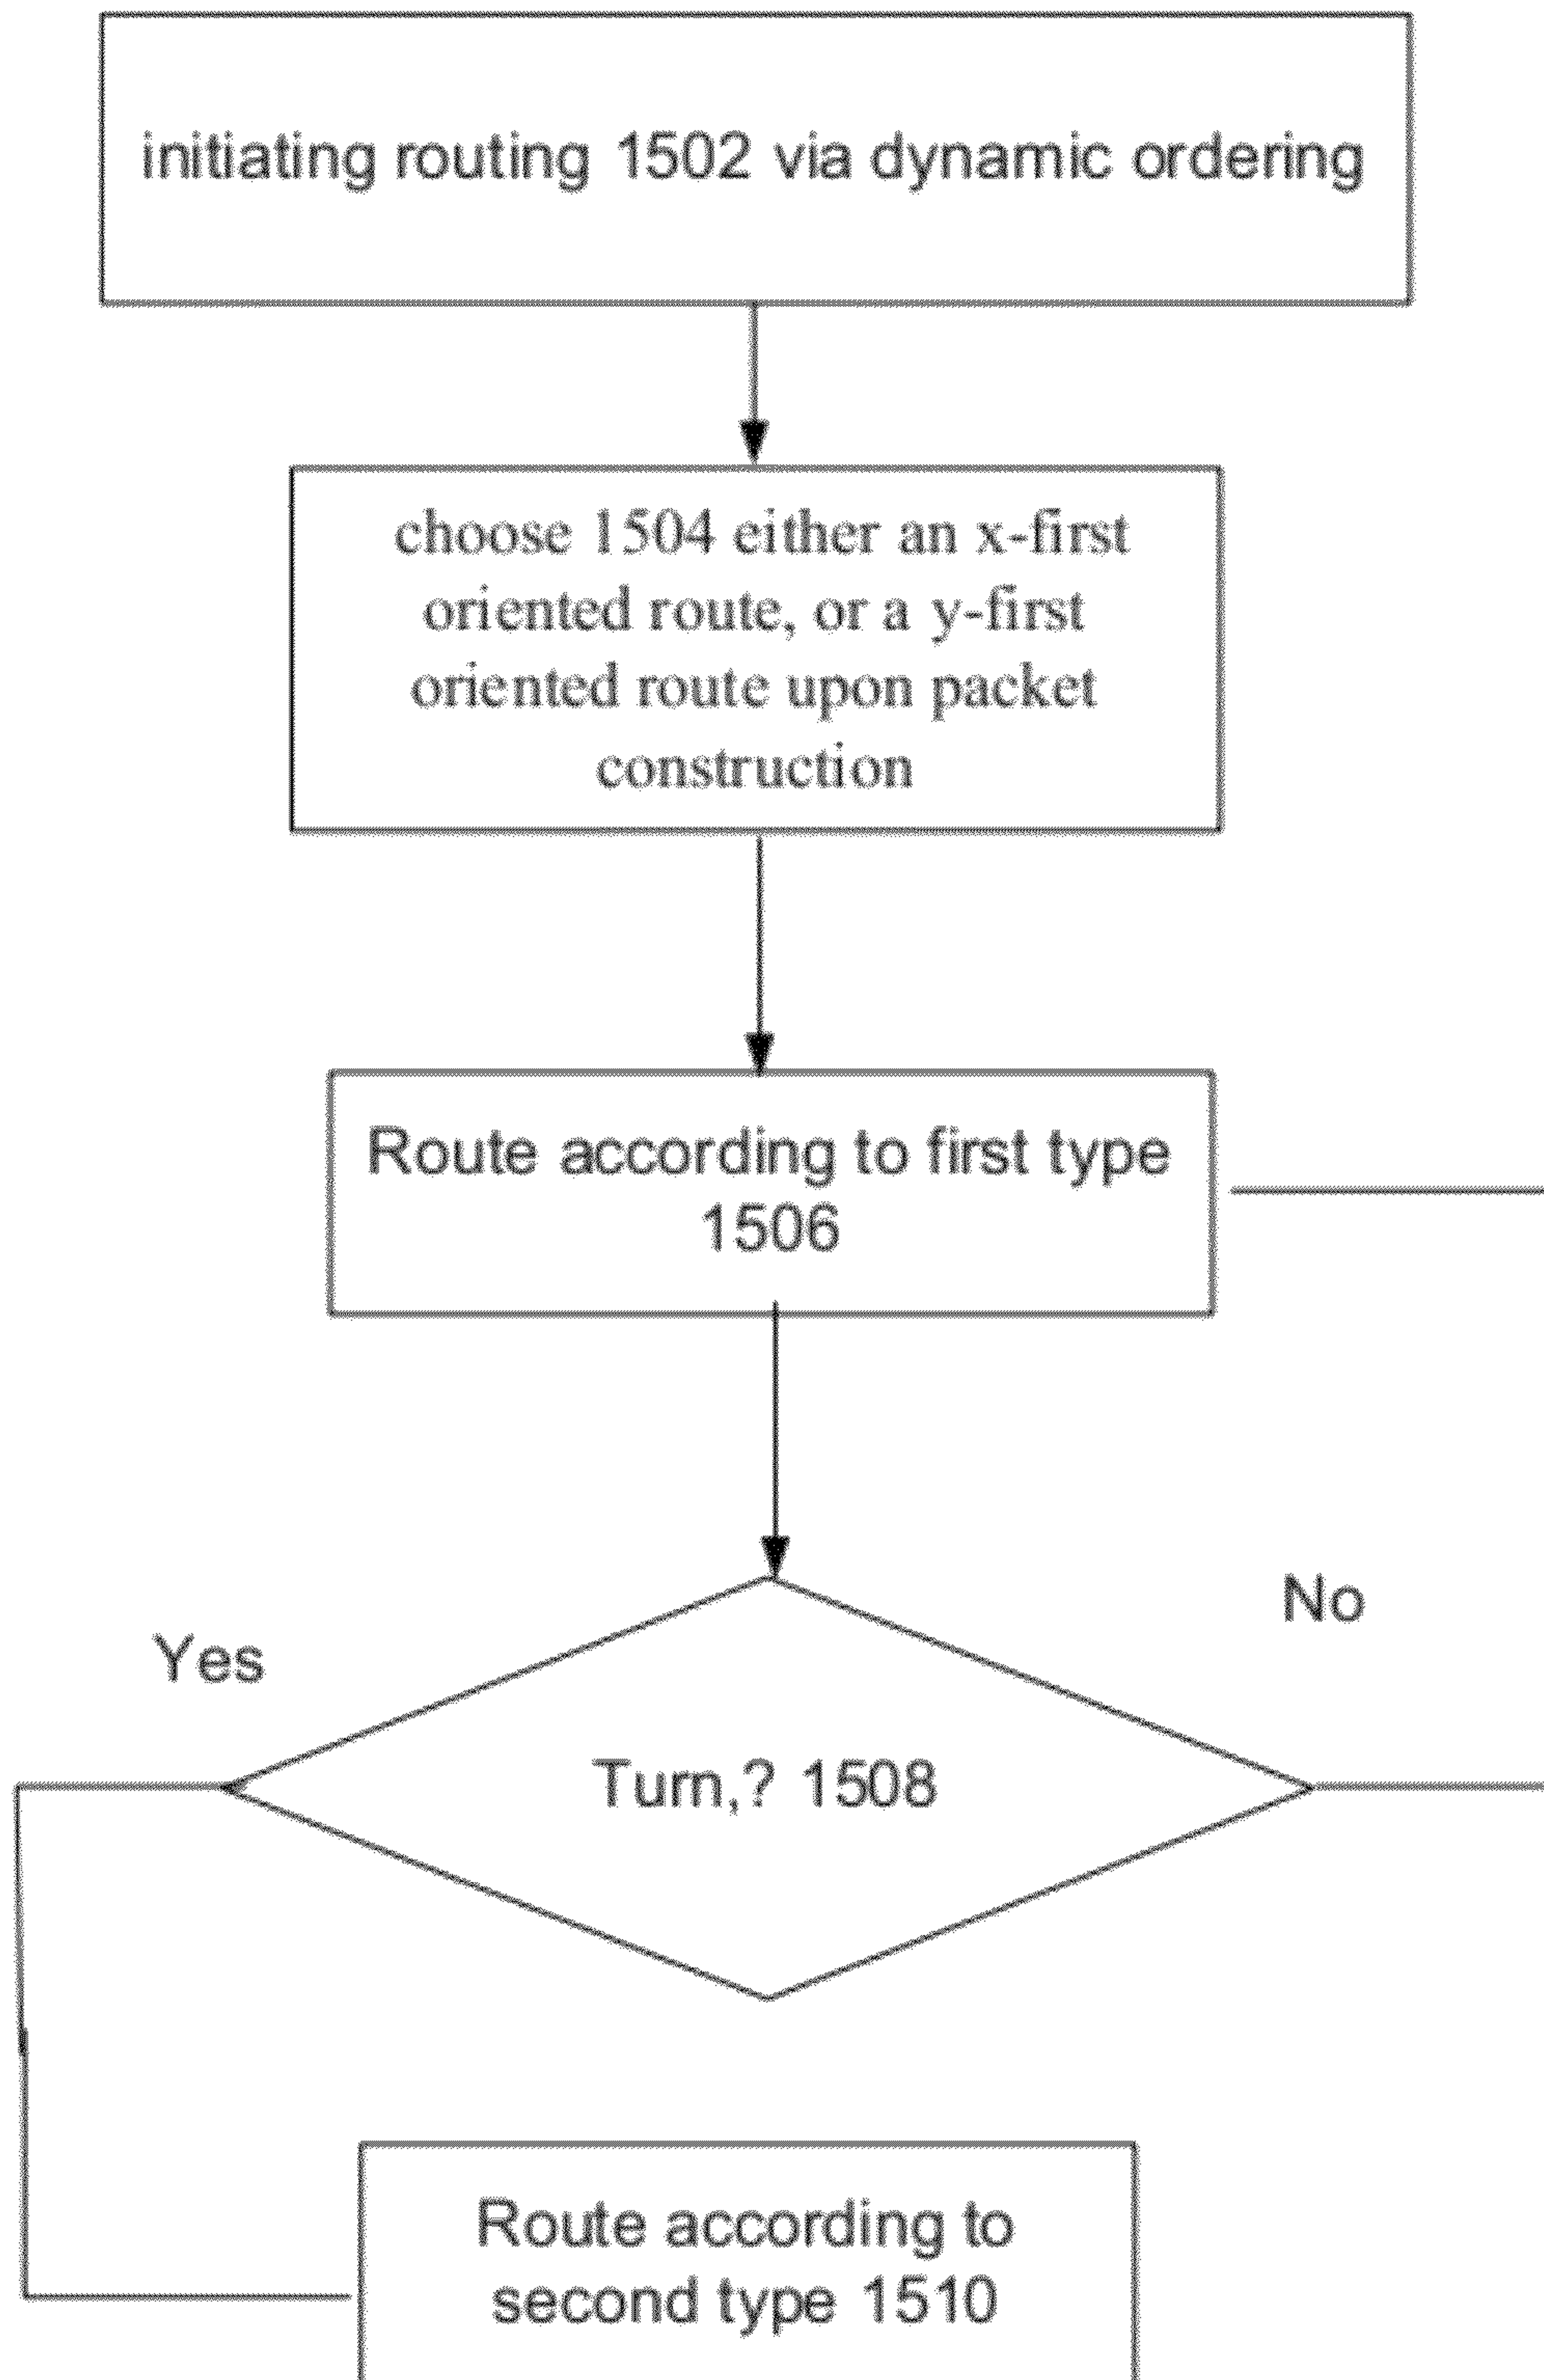 initiating routing 1502 via dynamic ordering
choose 1504 either an x-first
oriented route, or a y-first
oriented route upon packet
construction
Route according to first type
1506
No
Yes
Turn,? 1508
Route according to
second type 1510